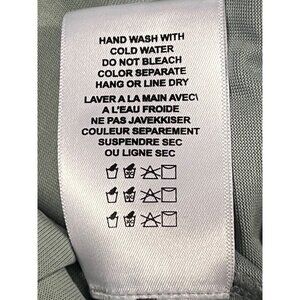 HAND WASH WITH
COLD WATER
DO NOT BLEACH
COLOR SEPARATE
HANG OR LINE DRY
LAVER A LA MAIN AVEC\
A L'EAU FROIDE
NE PAS JAVEKKISER
COULEUR SEPAREMENT
SUSPENDRE SEC
OU LIGNE SEC